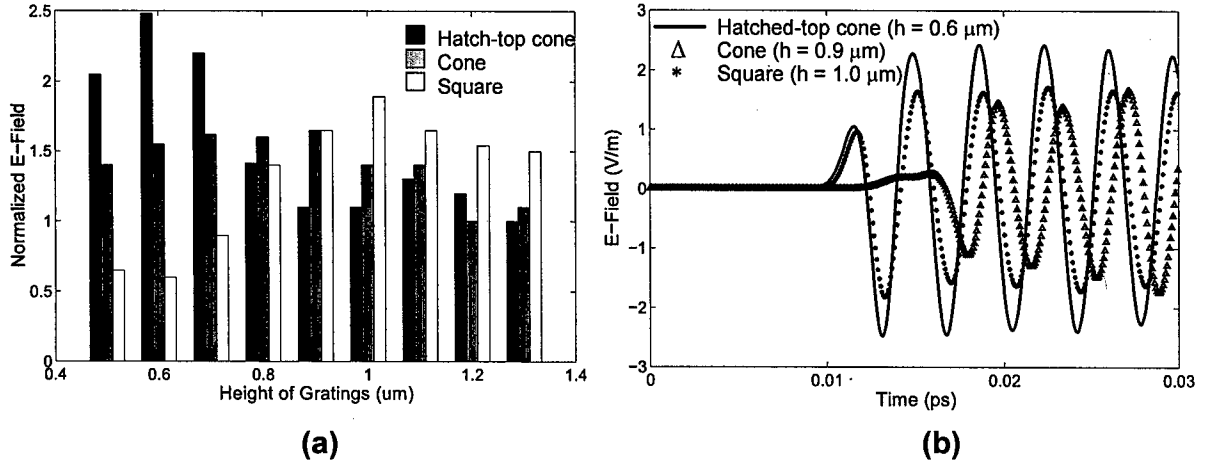 2.5
2
1.5
1
0.5
0
0.4
0.6
0.8
1
1.2
1.4
Normalized E-Field
Height of Gratings (um)
Hatch-top cone
Cone
Square
(a)
3
2
1
0
−1
−2
−3
0
0.01
0.02
0.03
E-Field (V/m)
Time (ps)
Hatched-top cone (h = 0.6 μm)
Cone (h = 0.9 μm)
Square (h = 1.0 μm)
(b)